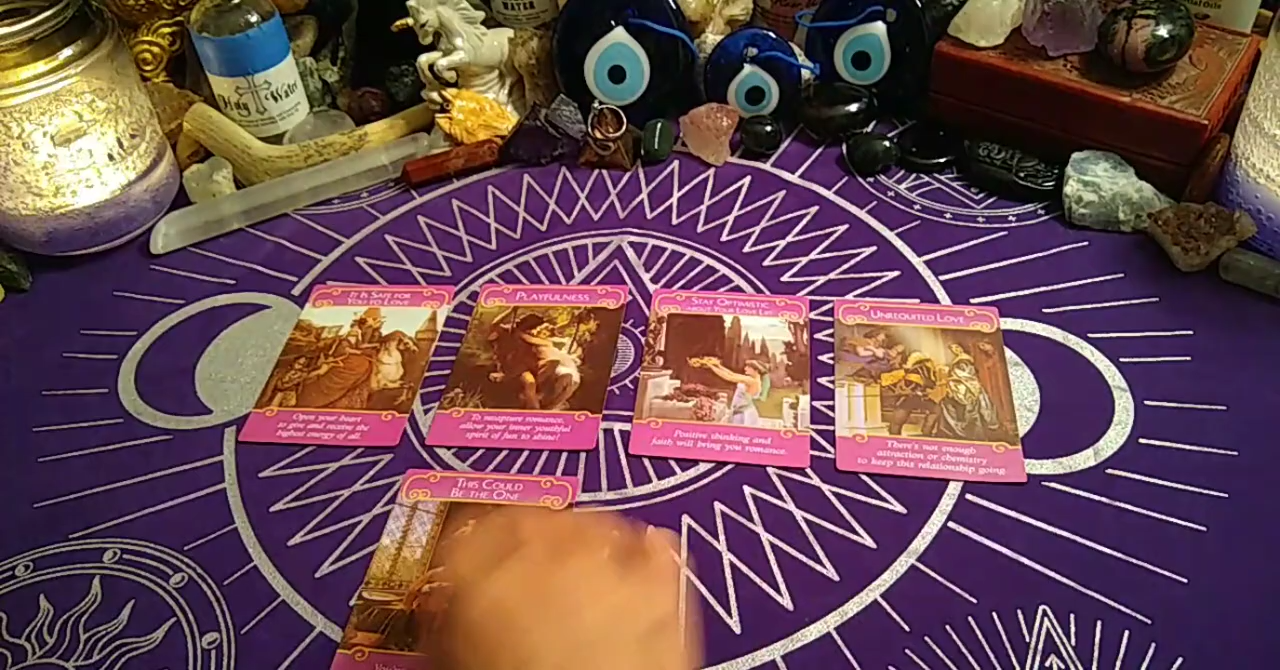 WATER
Holy Water
Oils
IT IS SAFE FOR
YOU TO LOVE
Open your heart
to give and receive the
highest energy of all.
PLAYFULNESS
To recapture romance,
allow your inner youthful
spirit of fun to shine!
STAY OPTIMISTIC
ABOUT YOUR LOVE LIFE
Positive thinking and
faith will bring you romance.
UNREQUITED LOVE
There's not enough
attraction or chemistry
to keep this relationship going.
THIS COULD
BE THE ONE